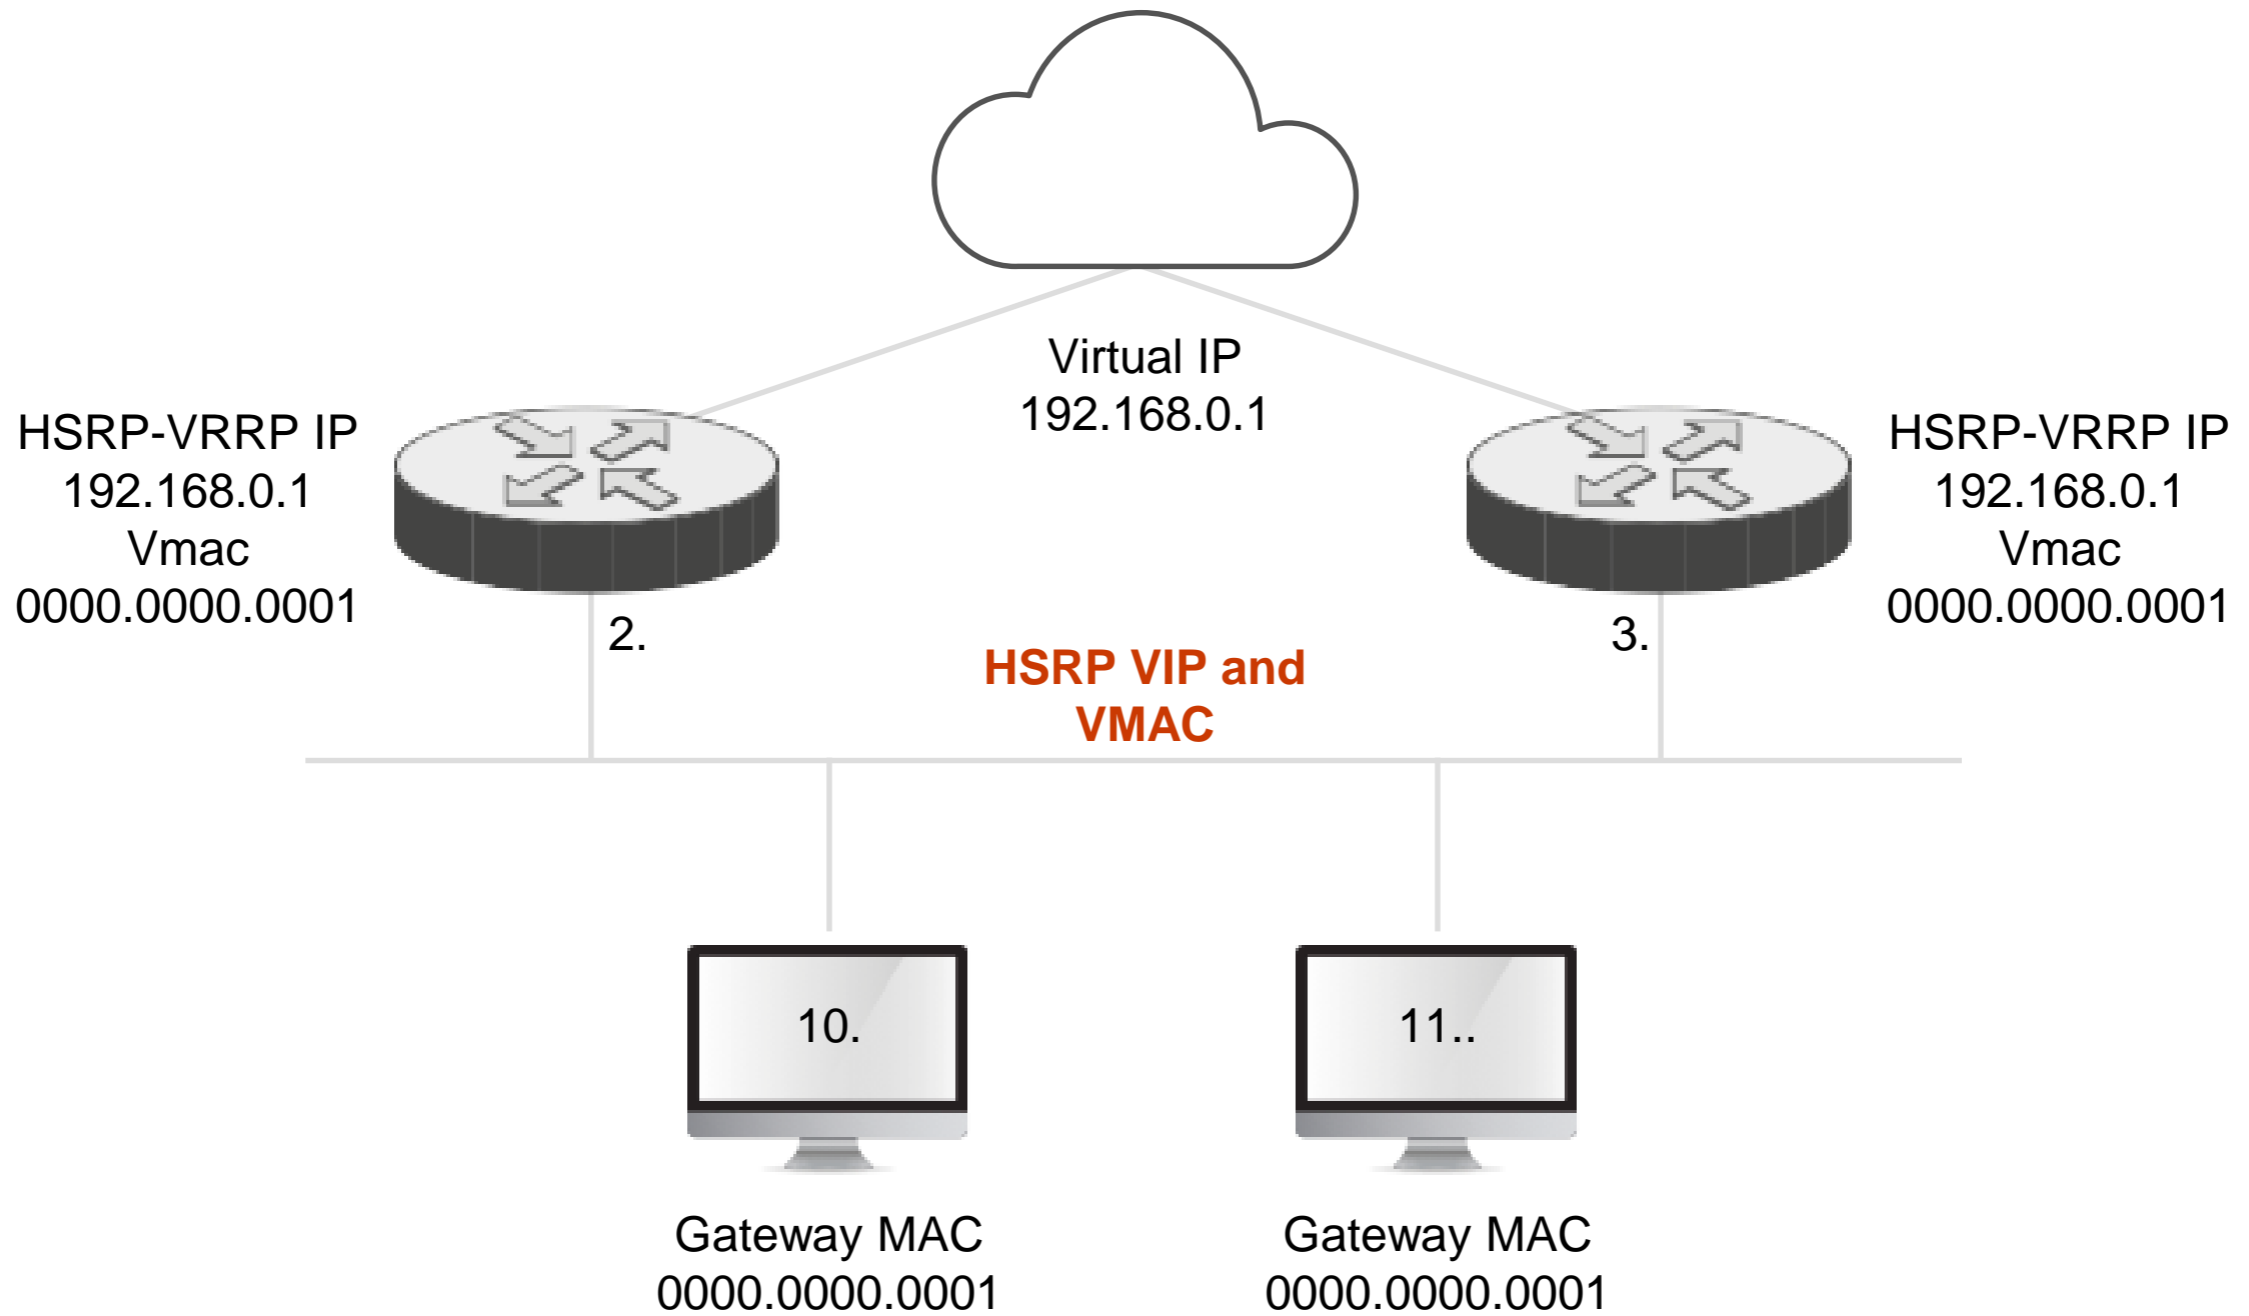 Virtual IP
192.168.0.1
HSRP-VRRP IP
192.168.0.1
Vmac
0000.0000.0001
HSRP-VRRP IP
192.168.0.1
Vmac
0000.0000.0001
2.
3.
HSRP VIP and
VMAC
10.
11..
Gateway MAC
0000.0000.0001
Gateway MAC
0000.0000.0001